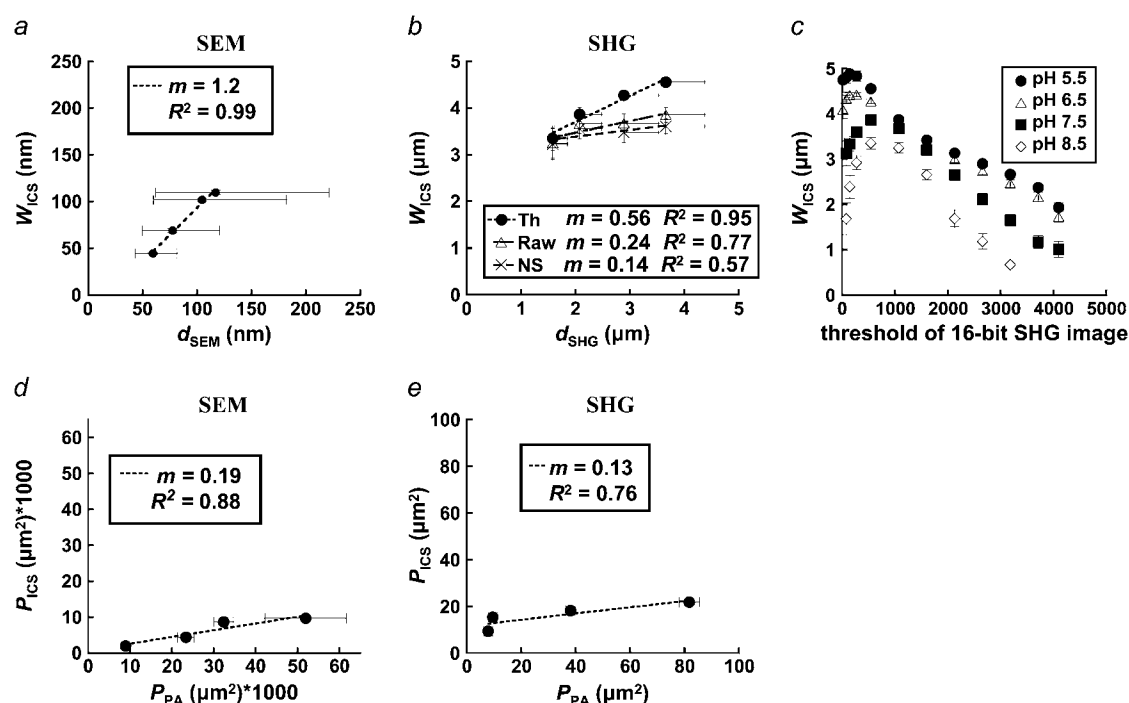 a
SEM
250
200
150
100
50
0
W_ICS (nm)
m = 1.2
R² = 0.99
0 50 100 150 200 250
d_SEM (nm)
b
SHG
5
4
3
2
1
0
W_ICS (µm)
Th m = 0.56 R² = 0.95
Raw m = 0.24 R² = 0.77
NS m = 0.14 R² = 0.57
0 1 2 3 4 5
d_SHG (µm)
c
5
4
3
2
1
0
W_ICS (µm)
pH 5.5
pH 6.5
pH 7.5
pH 8.5
0 1000 2000 3000 4000 5000
threshold of 16-bit SHG image
d
SEM
60
50
40
30
20
10
0
P_ICS (µm²)*1000
m = 0.19
R² = 0.88
0 10 20 30 40 50 60
P_PA (µm²)*1000
e
SHG
100
80
60
40
20
0
P_ICS (µm²)
m = 0.13
R² = 0.76
0 20 40 60 80 100
P_PA (µm²)